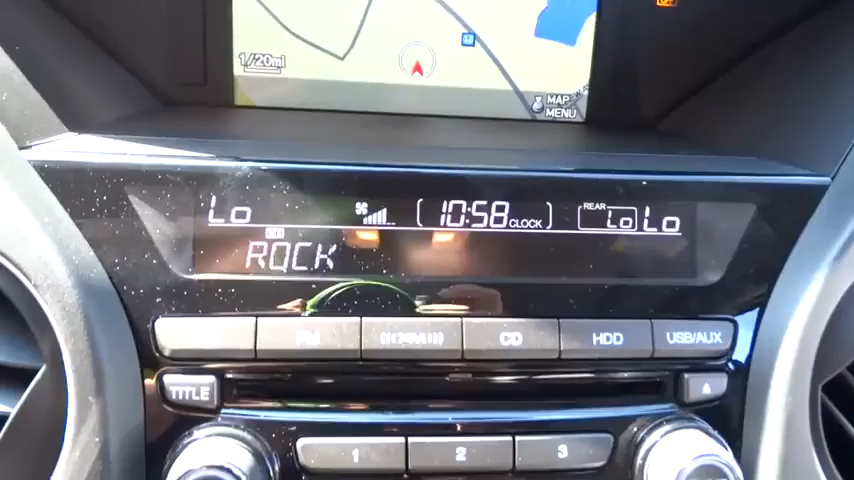 1/20mi
MAP
MENU
Lo
10:58
CLOCK
REAR
Lo
Lo
ROCK
FM
CD
HDD
USB/AUX
TITLE
1
2
3